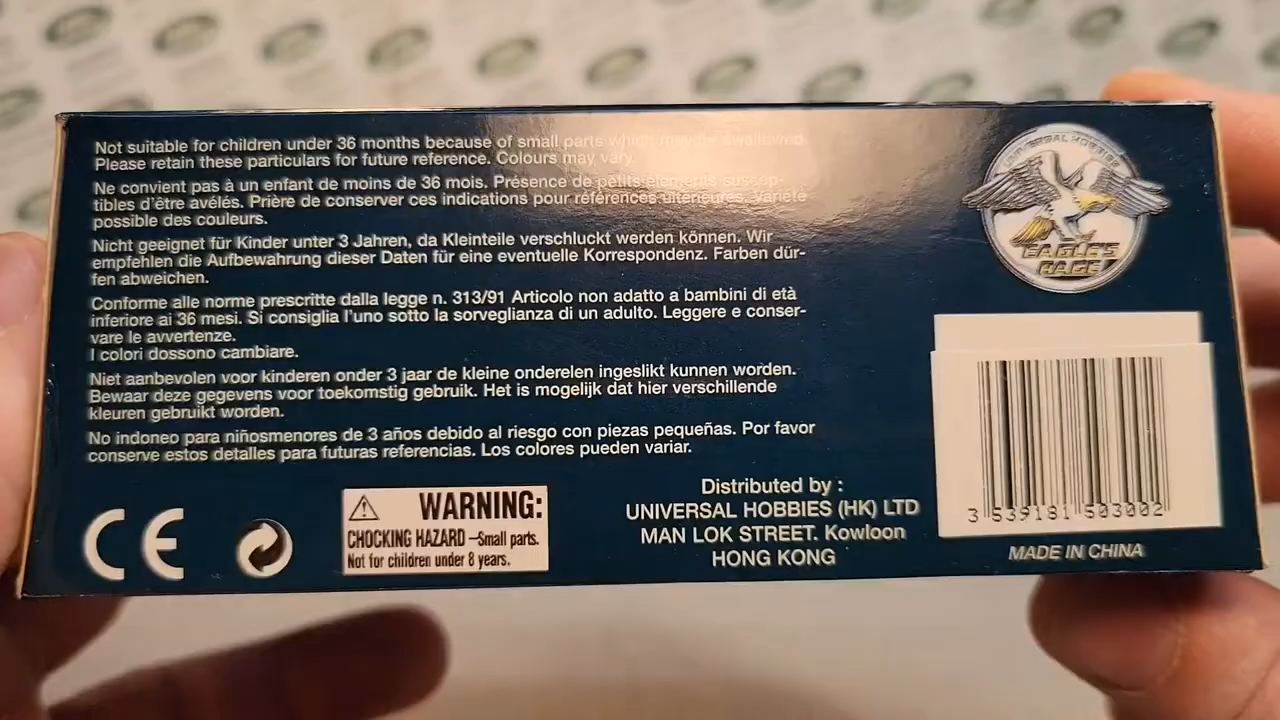 Not suitable for children under 36 months because of small parts which may be swallowed.
Please retain these particulars for future reference. Colours may vary.
Ne convient pas à un enfant de moins de 36 mois. Présence de petits éléments suscep-
tibles d'être avélés. Prière de conserver ces indications pour références ultérieures. Variété
possible des couleurs.
Nicht geeignet für Kinder unter 3 Jahren, da Kleinteile verschluckt werden können. Wir
empfehlen die Aufbewahrung dieser Daten für eine eventuelle Korrespondenz. Farben dür-
fen abweichen.
Conforme alle norme prescritte dalla legge n. 313/91 Articolo non adatto a bambini di età
inferiore ai 36 mesi. Si consiglia l'uno sotto la sorveglianza di un adulto. Leggere e conser-
vare le avvertenze.
I colori dossono cambiare.
Niet aanbevolen voor kinderen onder 3 jaar de kleine onderelen ingeslikt kunnen worden.
Bewaar deze gegevens voor toekomstig gebruik. Het is mogelijk dat hier verschillende
kleuren gebruikt worden.
No indoneo para niñosmenores de 3 años debido al riesgo con piezas pequeñas. Por favor
conserve estos detalles para futuras referencias. Los colores pueden variar.
CE
WARNING:
CHOCKING HAZARD –Small parts.
Not for children under 8 years.
Distributed by :
UNIVERSAL HOBBIES (HK) LTD
MAN LOK STREET. Kowloon
HONG KONG
UNIVERSAL HOBBIES
EAGLE'S
RACE
3 539181 503002
MADE IN CHINA